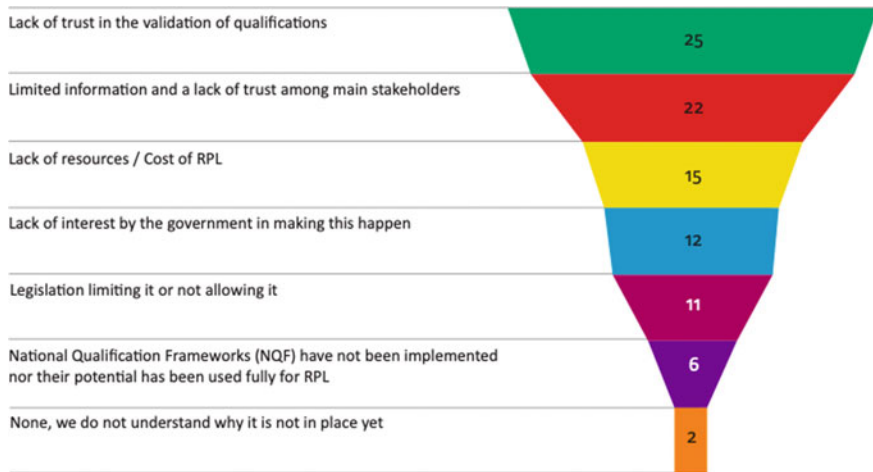 Lack of trust in the validation of qualifications
25
Limited information and a lack of trust among main stakeholders
22
Lack of resources / Cost of RPL
15
Lack of interest by the government in making this happen
12
Legislation limiting it or not allowing it
11
National Qualification Frameworks (NQF) have not been implemented
nor their potential has been used fully for RPL
6
None, we do not understand why it is not in place yet
2